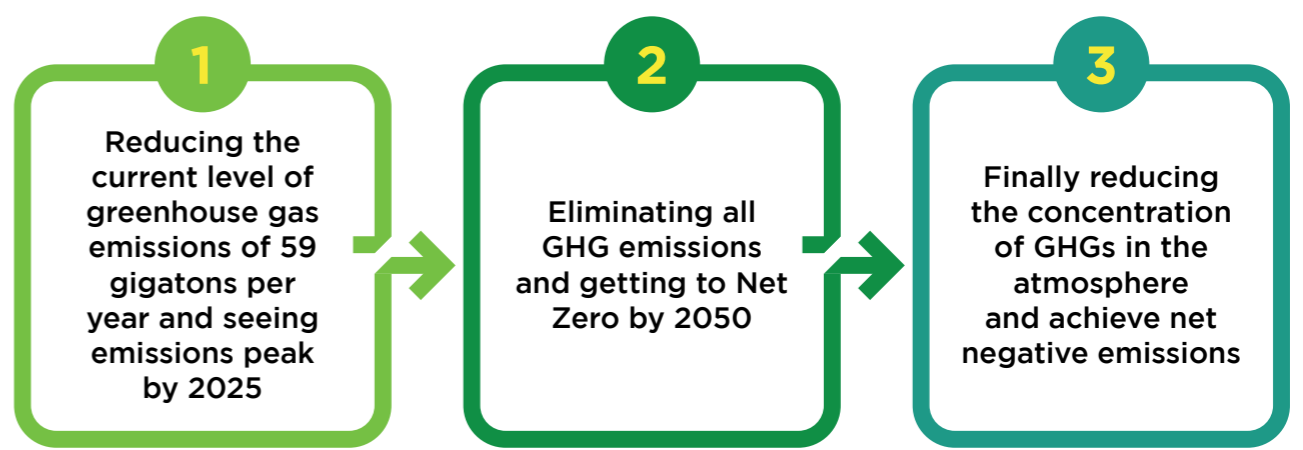 1
Reducing the
current level of
greenhouse gas
emissions of 59
gigatons per
year and seeing
emissions peak
by 2025
2
Eliminating all
GHG emissions
and getting to Net
Zero by 2050
3
Finally reducing
the concentration
of GHGs in the
atmosphere
and achieve net
negative emissions